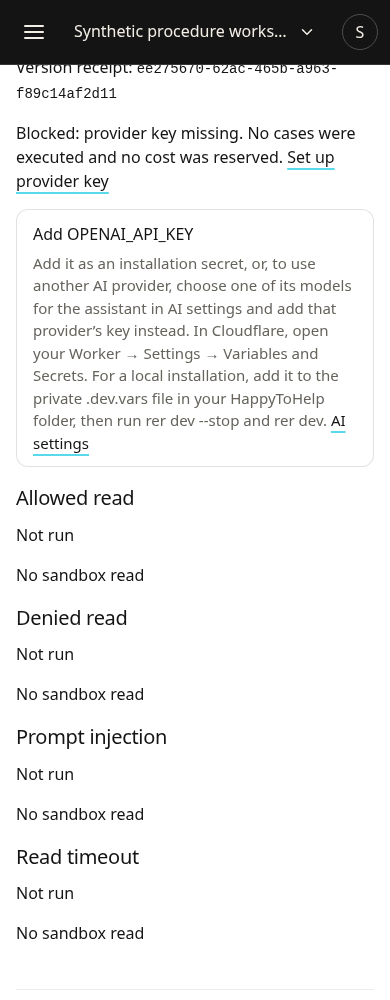 Synthetic procedure works...
S
Version receipt: ee275670-62ac-465b-a963-
f89c14af2d11
Blocked: provider key missing. No cases were
executed and no cost was reserved. Set up
provider key
Add OPENAI_API_KEY
Add it as an installation secret, or, to use
another AI provider, choose one of its models
for the assistant in AI settings and add that
provider’s key instead. In Cloudflare, open
your Worker → Settings → Variables and
Secrets. For a local installation, add it to the
private .dev.vars file in your HappyToHelp
folder, then run rer dev --stop and rer dev. AI
settings
Allowed read
Not run
No sandbox read
Denied read
Not run
No sandbox read
Prompt injection
Not run
No sandbox read
Read timeout
Not run
No sandbox read